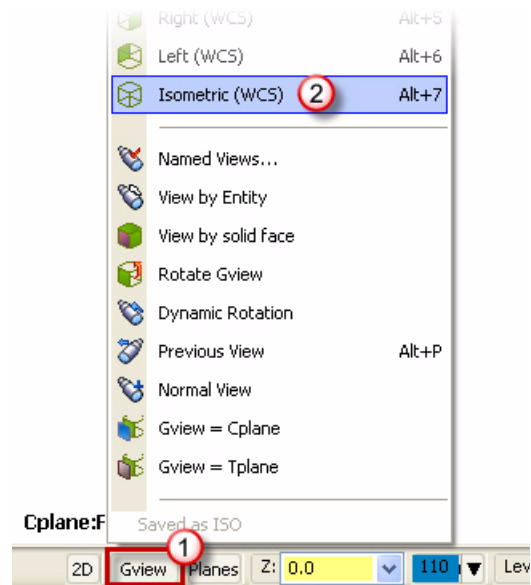 Right (WCS) Alt+5
Left (WCS) Alt+6
Isometric (WCS) 2 Alt+7
Named Views...
View by Entity
View by solid face
Rotate Gview
Dynamic Rotation
Previous View Alt+P
Normal View
Gview = Cplane
Gview = Tplane
Cplane:F Saved as ISO
1
2D Gview Planes Z: 0.0 110 Lev